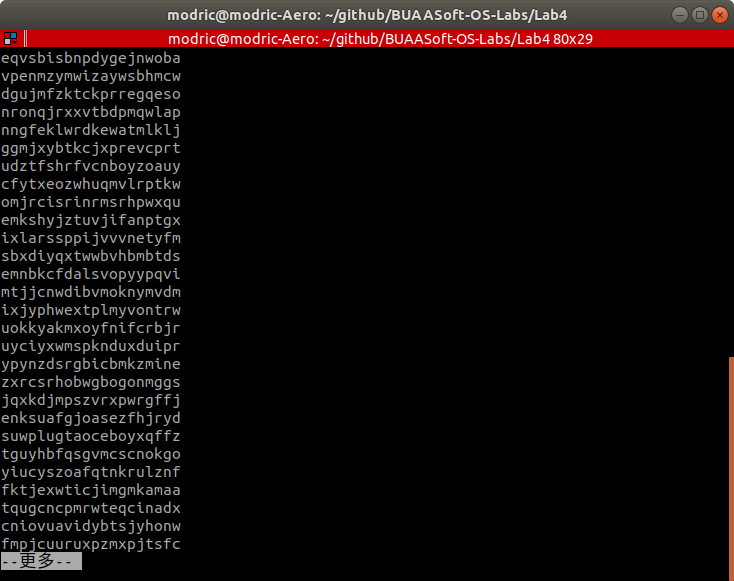 modric@modric-Aero: ~/github/BUAASoft-OS-Labs/Lab4
modric@modric-Aero: ~/github/BUAASoft-OS-Labs/Lab4 80x29
eqvsbisbnpdygejnwoba
vpenmzymwizaywsbhmcw
dgujmfzktckprregqeso
nronqjrxxvtbdpmqwlap
nngfeklwrdkewatmlklj
ggmjxybtkcjxprevcprt
udztfshrfvcnboyzoauy
cfytxeozwhuqmvlrptkw
omjrcisrinrmsrhpwxqu
emkshyjztuvjifanptgx
ixlarssppijvvvnetyfm
sbxdiyqxtwwbvhbmbtds
emnbkcfdalsvopyypqvi
mtjjcnwdibvmoknymvdm
ixjyphwextplmyvontrw
uokkyakmxoyfnifcrbjr
uyciyxwmspknduxduipr
ypynzdsrgbicbmkzmine
zxrcsrhobwgbogonmggs
jqxkdjmpszvrxpwrgffj
enksuafgjoasezfhjryd
suwplugtaoceboyxqffz
tguyhbfqsgvmcscnokgo
yiucyszoafqtnkrulznf
fktjexwticjimgmkamaa
tqugcncpmrwteqcinadx
cniovuavidybtsjyhonw
fmpjcuuruxpzmxpjtsfc
--更多--